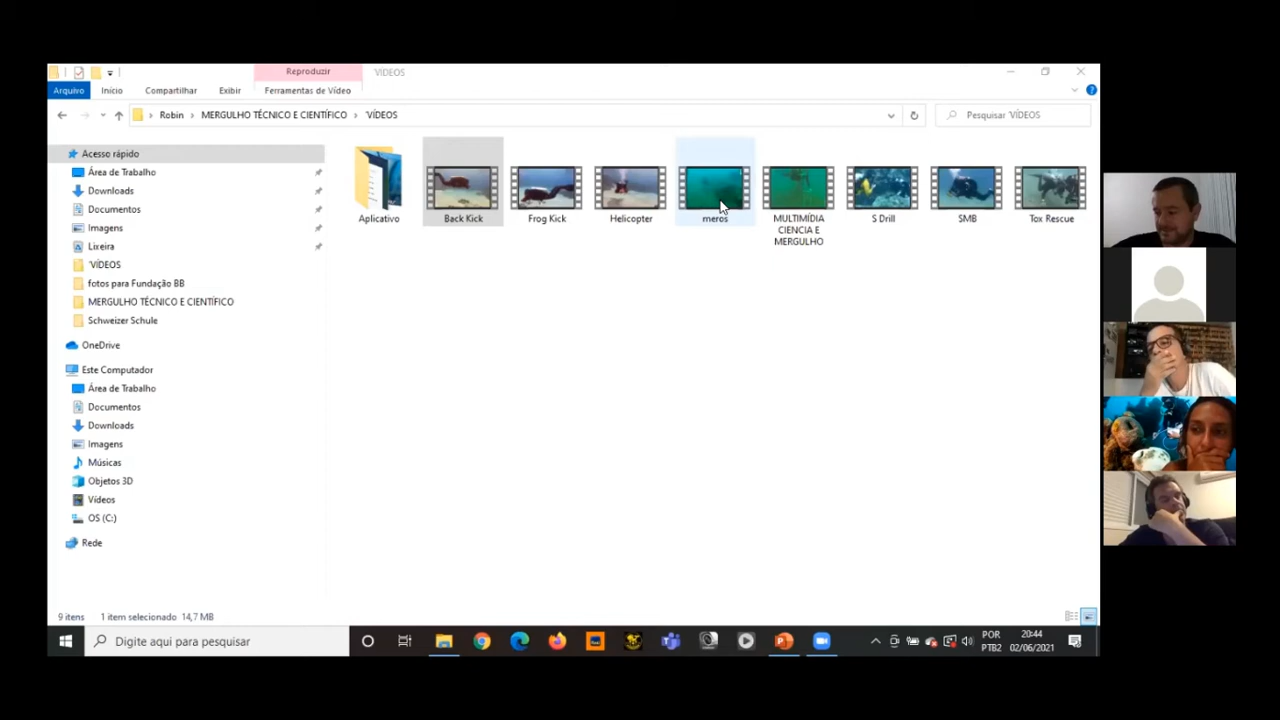 Reproduzir
VÍDEOS
Arquivo
Início
Compartilhar
Exibir
Ferramentas de Vídeo
Robin
MERGULHO TÉCNICO E CIENTÍFICO
'VÍDEOS
Pesquisar 'VÍDEOS
Acesso rápido
Área de Trabalho
Downloads
Documentos
Imagens
Lixeira
'VÍDEOS
fotos para Fundação BB
MERGULHO TÉCNICO E CIENTÍFICO
Schweizer Schule
OneDrive
Este Computador
Área de Trabalho
Documentos
Downloads
Imagens
Músicas
Objetos 3D
Vídeos
OS (C:)
Rede
Aplicativo
Back Kick
Frog Kick
Helicopter
meros
MULTIMÍDIA
CIENCIA E
MERGULHO
S Drill
SMB
Tox Rescue
9 itens
1 item selecionado 14,7 MB
Digite aqui para pesquisar
POR
PTB2
20:44
02/06/2021